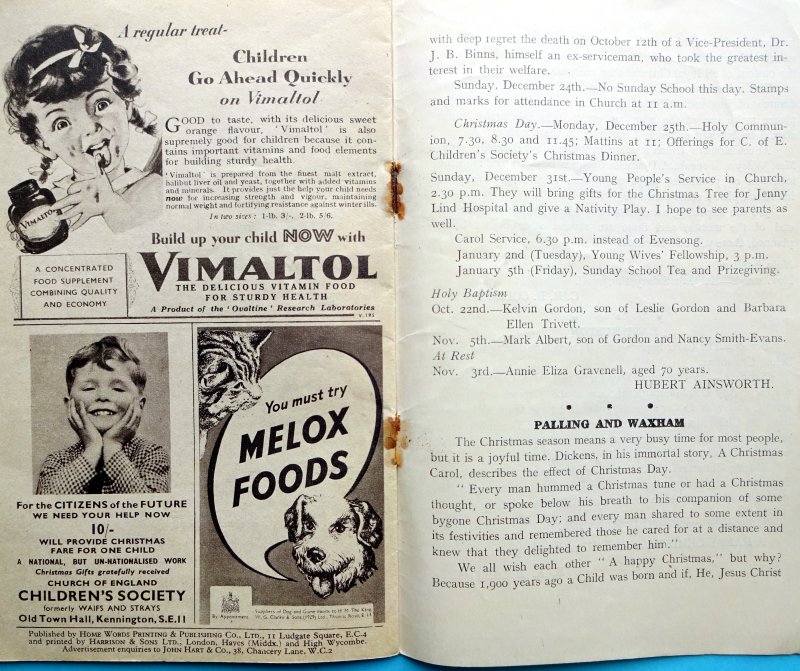 A regular treat-
Children
Go Ahead Quickly
on Vimaltol
GOOD to taste, with its delicious sweet
orange flavour, 'Vimaltol' is also
supremely good for children because it con-
tains important vitamins and food elements
for building sturdy health.
'Vimaltol' is prepared from the finest malt extract,
halibut liver oil and yeast, together with added vitamins
and minerals. It provides just the help your child needs
now for increasing strength and vigour, maintaining
normal weight and fortifying resistance against winter ills.
In two sizes: 1-lb. 3/-, 2-lb. 5/6.
VIMALTOL
Build up your child NOW with
A CONCENTRATED
FOOD SUPPLEMENT
COMBINING QUALITY
AND ECONOMY
VIMALTOL
THE DELICIOUS VITAMIN FOOD
FOR STURDY HEALTH
A Product of the 'Ovaltine' Research Laboratories
V.195
For the CITIZENS of the FUTURE
WE NEED YOUR HELP NOW
10/-
WILL PROVIDE CHRISTMAS
FARE FOR ONE CHILD
A NATIONAL, BUT UN-NATIONALISED WORK
Christmas Gifts gratefully received
CHURCH OF ENGLAND
CHILDREN'S SOCIETY
formerly WAIFS AND STRAYS
Old Town Hall, Kennington, S.E.11
You must try
MELOX
FOODS
By Appointment
Suppliers of Dog and Game foods to H.M. The King
W. G. Clarke & Sons (1929) Ltd.,
Published by HOME WORDS PRINTING & PUBLISHING CO., LTD., 11 Ludgate Square, E.C.4
and printed by HARRISON & SONS LTD., London, Hayes (Middx.) and High Wycombe.
Advertisement enquiries to JOHN HART & CO., 38, Chancery Lane, W.C.2
with deep regret the death on October 12th of a Vice-President, Dr.
J. B. Binns, himself an ex-serviceman, who took the greatest in-
terest in their welfare.
Sunday, December 24th.—No Sunday School this day. Stamps
and marks for attendance in Church at 11 a.m.
Christmas Day.—Monday, December 25th.—Holy Commun-
ion, 7.30, 8.30 and 11.45; Mattins at 11; Offerings for C. of E.
Children's Society's Christmas Dinner.
Sunday, December 31st.—Young People's Service in Church,
2.30 p.m. They will bring gifts for the Christmas Tree for Jenny
Lind Hospital and give a Nativity Play. I hope to see parents as
well.
Carol Service, 6.30 p.m. instead of Evensong.
January 2nd (Tuesday), Young Wives' Fellowship, 3 p.m.
January 5th (Friday), Sunday School Tea and Prizegiving.
Holy Baptism
Oct. 22nd.—Kelvin Gordon, son of Leslie Gordon and Barbara
Ellen Trivett.
Nov. 5th.—Mark Albert, son of Gordon and Nancy Smith-Evans.
At Rest
Nov. 3rd.—Annie Eliza Gravenell, aged 70 years.
HUBERT AINSWORTH.
PALLING AND WAXHAM
The Christmas season means a very busy time for most people,
but it is a joyful time. Dickens, in his immortal story, A Christmas
Carol, describes the effect of Christmas Day.
" Every man hummed a Christmas tune or had a Christmas
thought, or spoke below his breath to his companion of some
bygone Christmas Day; and every man shared to some extent in
its festivities and remembered those he cared for at a distance and
knew that they delighted to remember him."
We all wish each other " A happy Christmas," but why?
Because 1,900 years ago a Child was born and if, He, Jesus Christ